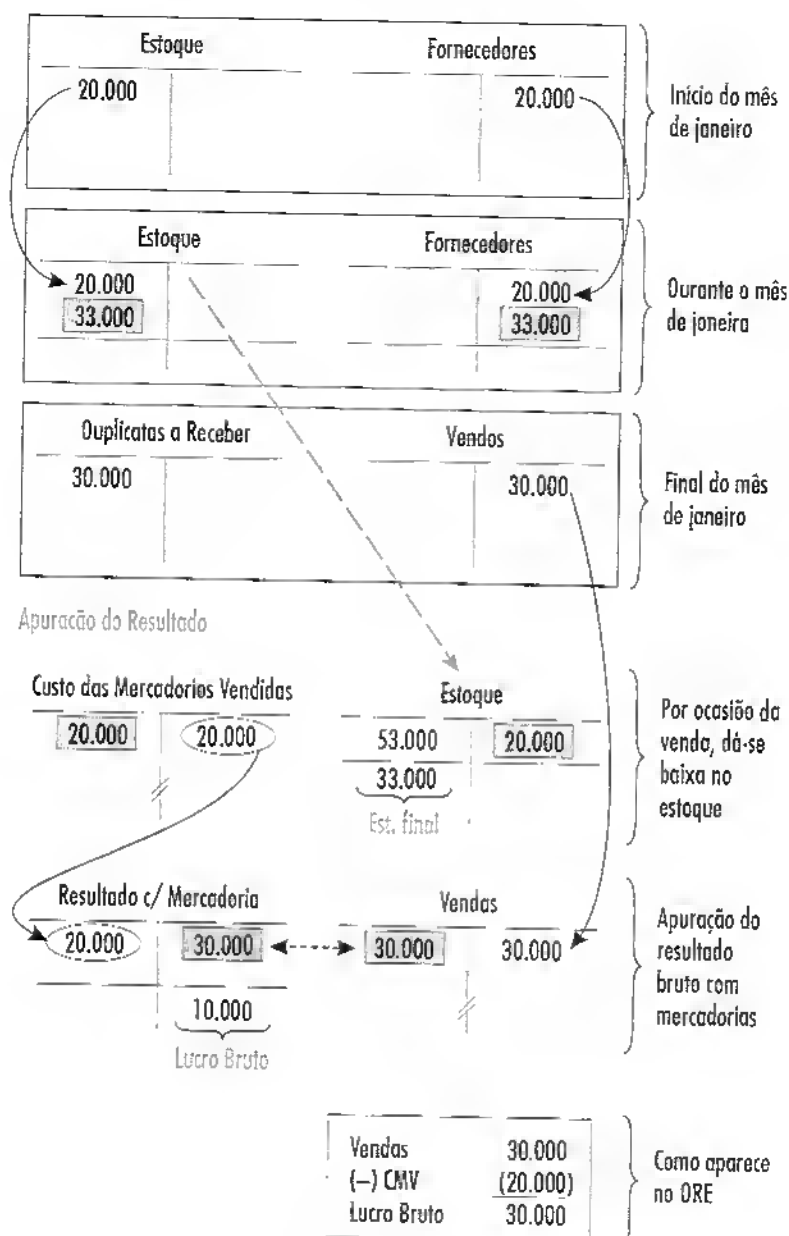 Estoque Fornecedores
20.000 20.000
Início do mês
de janeiro
Estoque Fornecedores
20.000 20.000
33.000 33.000
Durante o mês
de joneira
Duplicatas a Receber Vendos
30.000 30.000
Final do mês
de janeiro
Apuracão do Resultado
Custo das Mercadorios Vendidas Estoque
20.000 20.000 53.000 20.000
33.000
Est. final
Por ocasião da
venda, dá-se
baixa no
estoque
Resultado c/ Mercadoria Vendas
20.000 30.000 30.000 30.000
10.000
Lucro Bruto
Apuração do
resultado
bruto com
mercadorias
Vendas 30.000
(–) CMV (20.000)
Lucro Bruto 30.000
Como aparece
no DRE